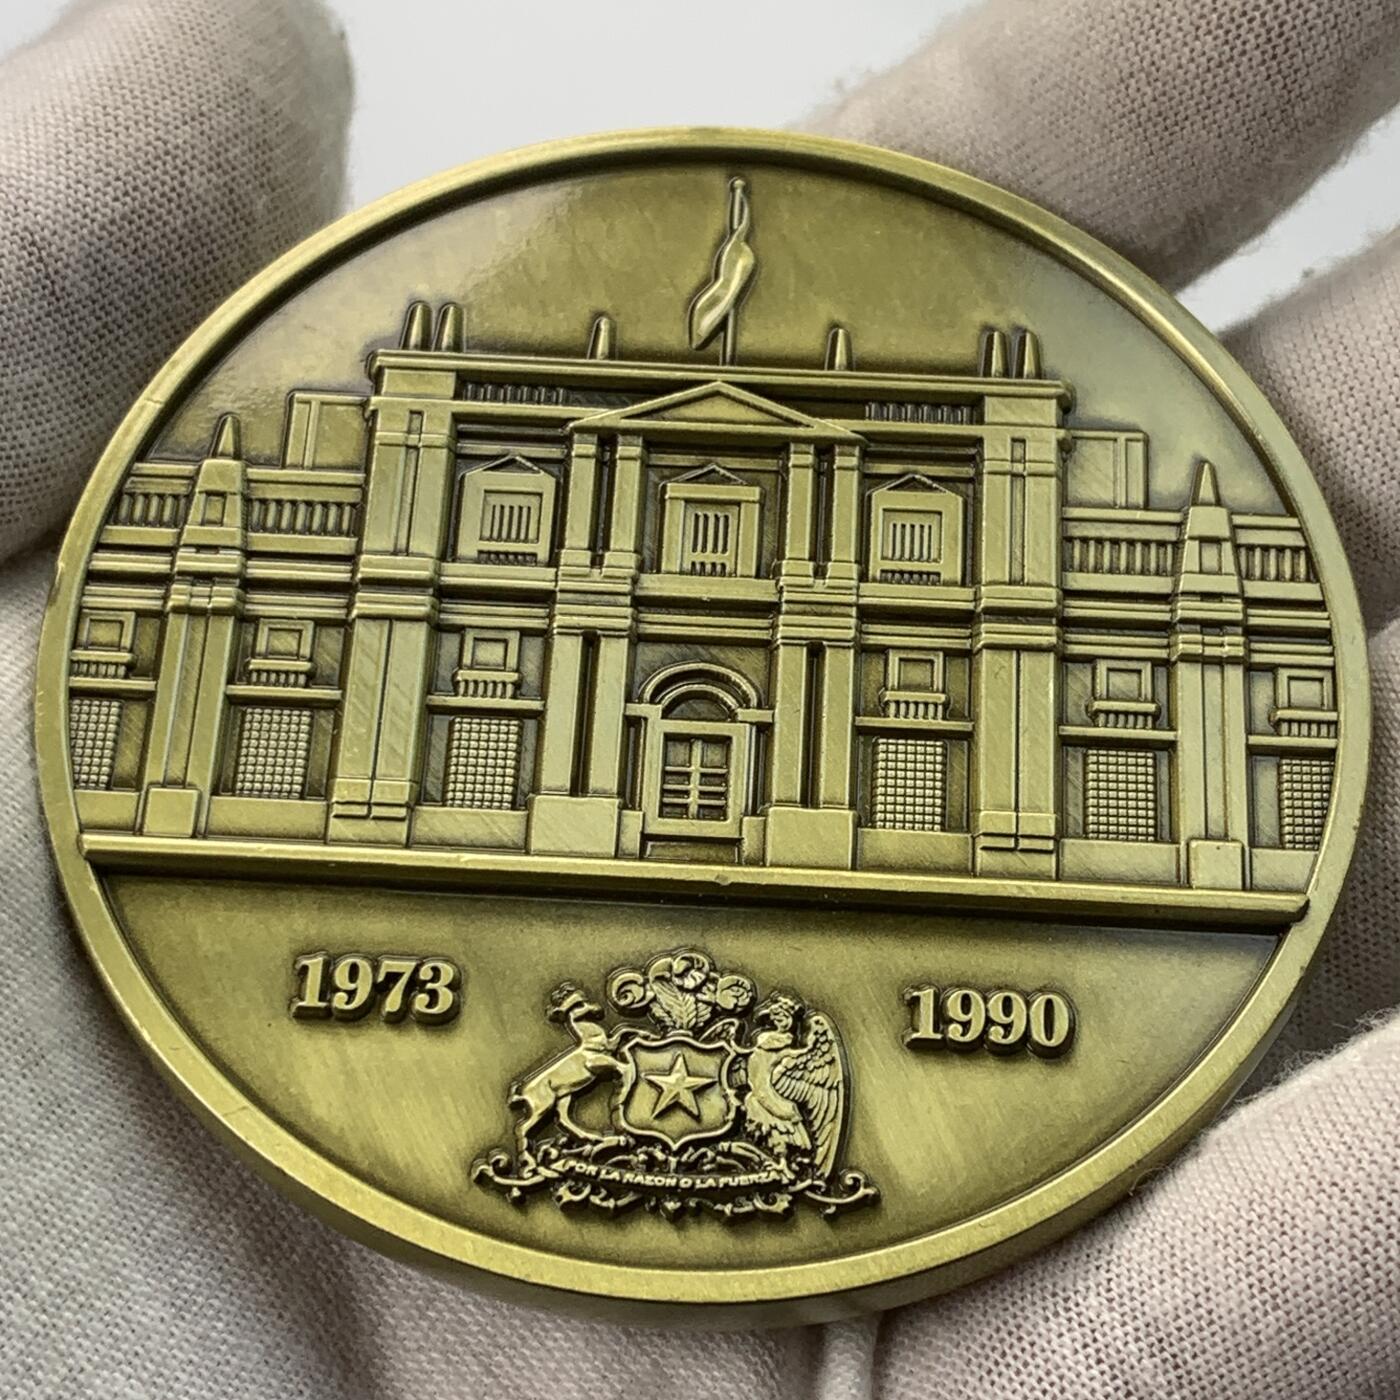 1973
1990
POR LA RAZON O LA FUERZA